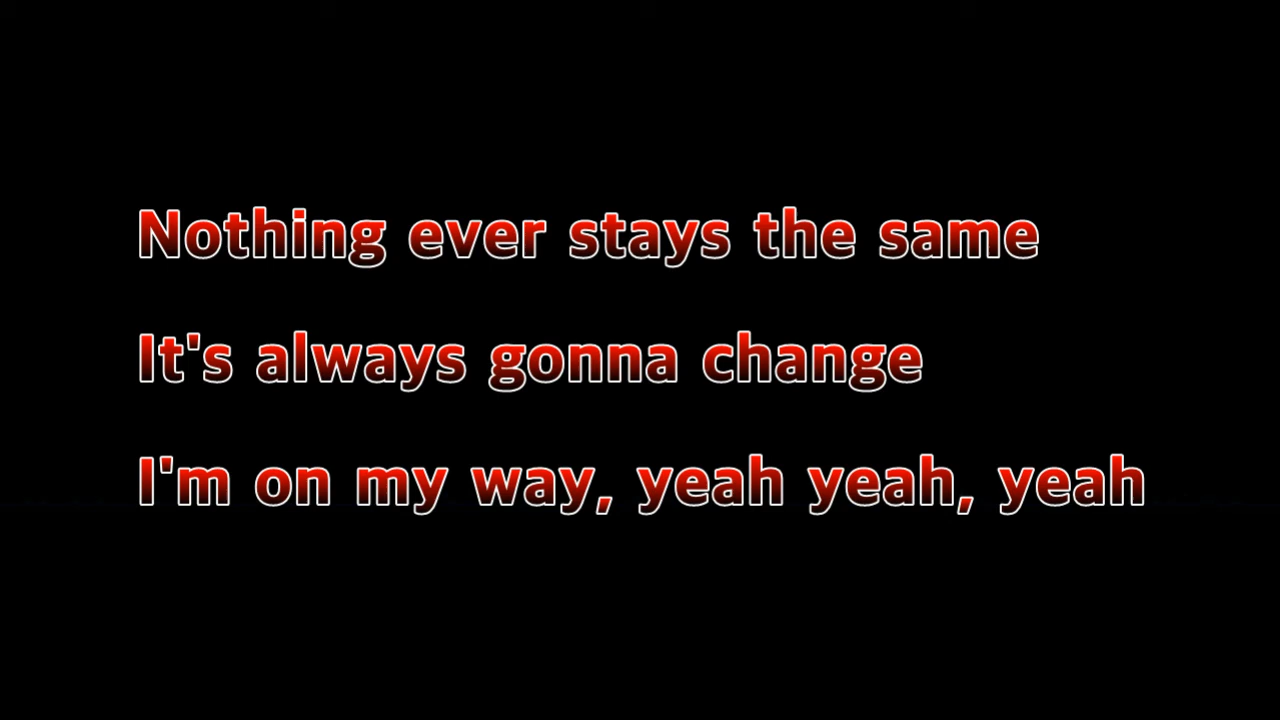 Nothing ever stays the same
It's always gonna change
I'm on my way, yeah yeah, yeah